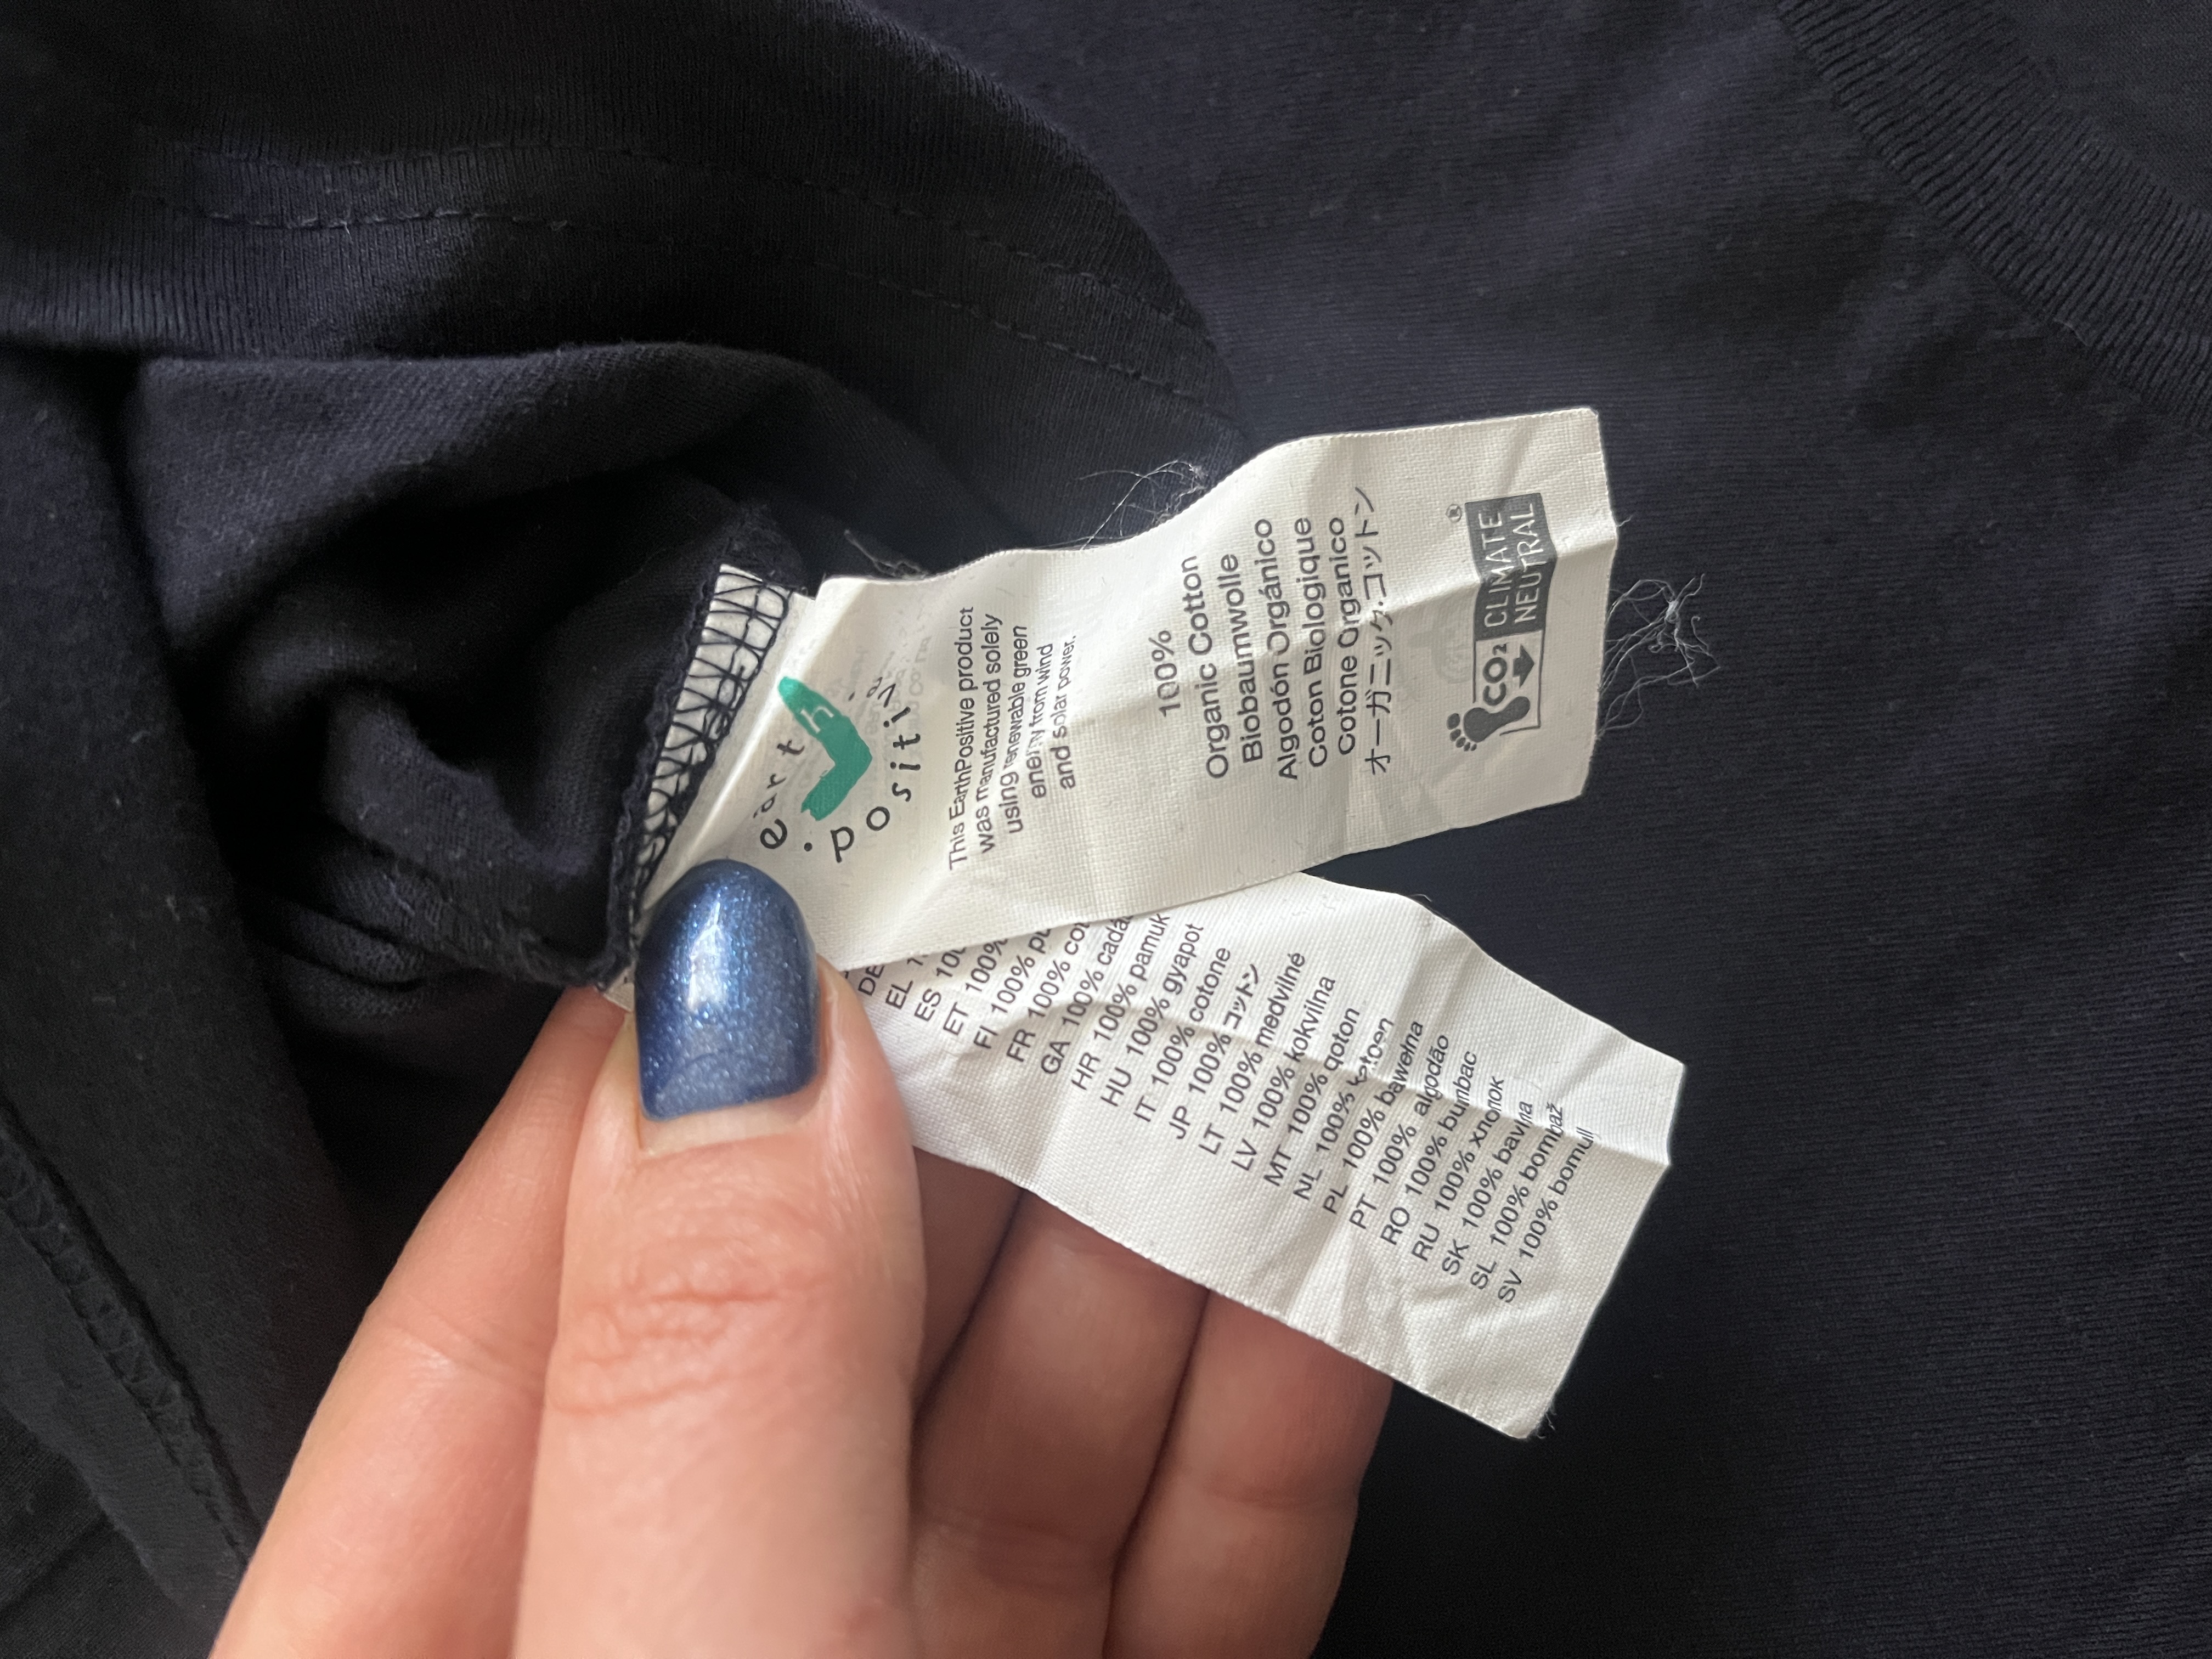 earth
positive
This EarthPositive product
was manufactured solely
using renewable green
energy from wind
and solar power.
100%
Organic Cotton
Biobaumwolle
Algodón Orgánico
Coton Biologique
Cotone Organico
オーガニック・コットン
CO2 CLIMATE
NEUTRAL ®
DE
EL
ES
ET 100%
FI 100%
FR 100%
GA 100%
HR 100% pamuk
HU 100% gyapot
IT 100% cotone
JP 100% コットン
LT 100% medvilné
LV 100% kokvilna
MT 100% qoton
NL 100% katoen
PL 100% bawełna
PT 100% algodão
RO 100% bumbac
RU 100% хлопок
SK 100% bavlna
SL 100% bombaž
SV 100% bomull